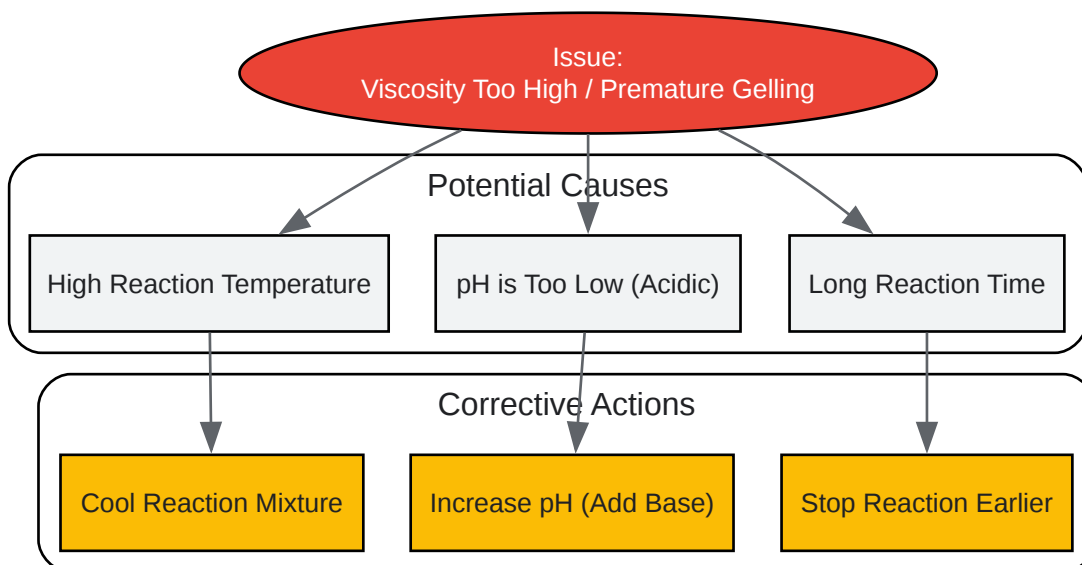 Issue:
Viscosity Too High / Premature Gelling
Potential Causes
High Reaction Temperature
pH is Too Low (Acidic)
Long Reaction Time
Corrective Actions
Cool Reaction Mixture
Increase pH (Add Base)
Stop Reaction Earlier